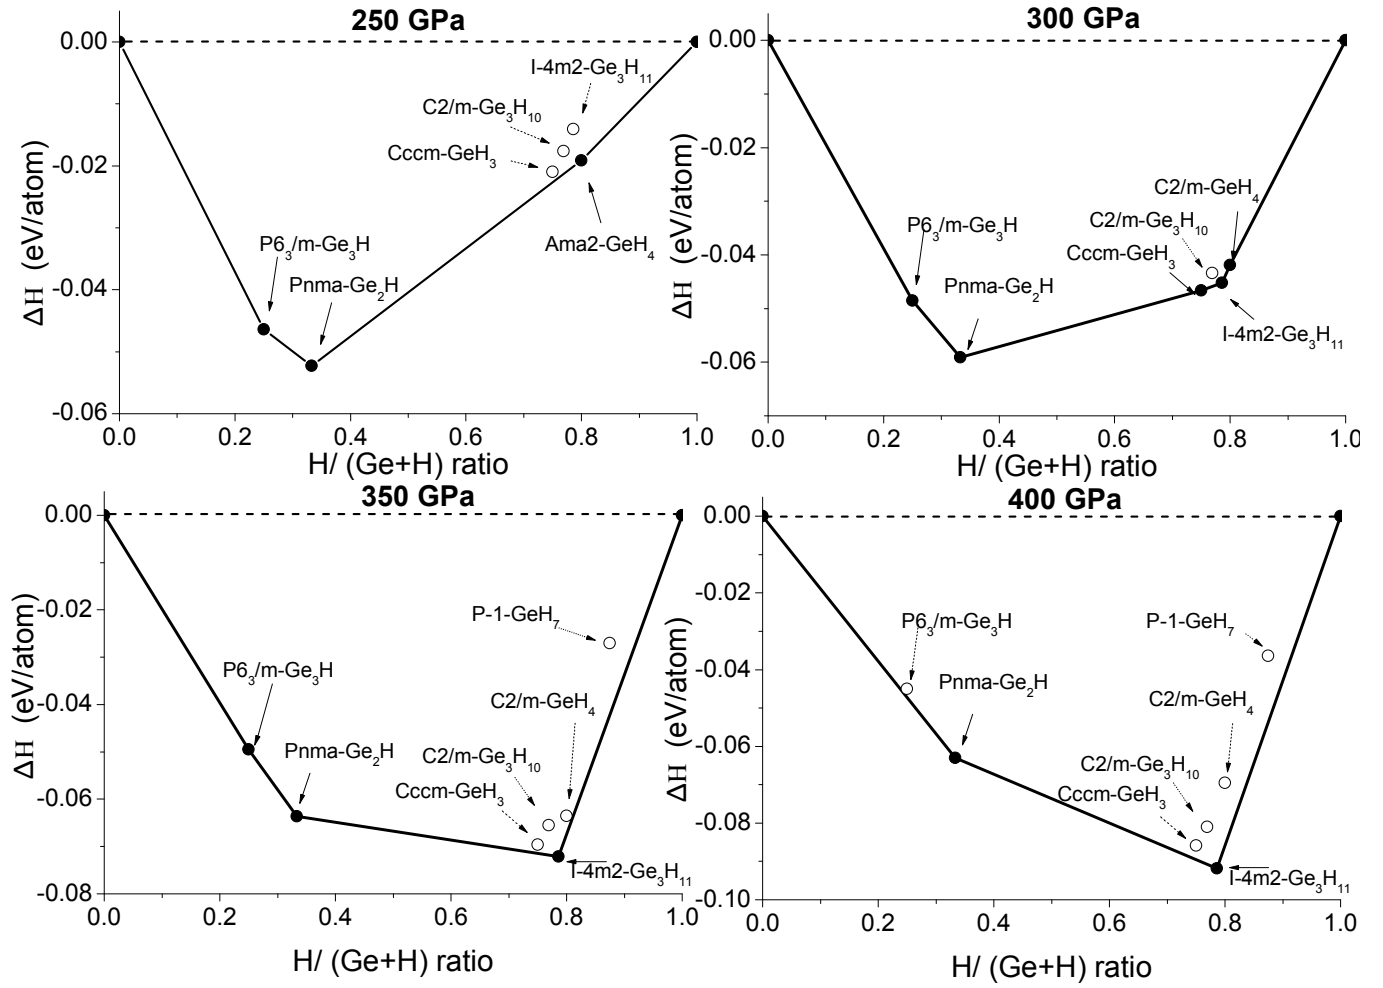 250 GPa
0.00
-0.02
-0.04
-0.06
ΔH (eV/atom)
I-4m2-Ge₃H₁₁
C2/m-Ge₃H₁₀
Cccm-GeH₃
Ama2-GeH₄
P6₃/m-Ge₃H
Pnma-Ge₂H
0.0 0.2 0.4 0.6 0.8 1.0
H/ (Ge+H) ratio
300 GPa
0.00
-0.02
-0.04
-0.06
ΔH (eV/atom)
C2/m-GeH₄
C2/m-Ge₃H₁₀
Cccm-GeH₃
P6₃/m-Ge₃H
Pnma-Ge₂H
I-4m2-Ge₃H₁₁
0.0 0.2 0.4 0.6 0.8 1.0
H/ (Ge+H) ratio
350 GPa
0.00
-0.02
-0.04
-0.06
-0.08
ΔH (eV/atom)
P-1-GeH₇
P6₃/m-Ge₃H
C2/m-GeH₄
Pnma-Ge₂H
C2/m-Ge₃H₁₀
Cccm-GeH₃
I-4m2-Ge₃H₁₁
0.0 0.2 0.4 0.6 0.8 1.0
H/ (Ge+H) ratio
400 GPa
0.00
-0.02
-0.04
-0.06
-0.08
-0.10
ΔH (eV/atom)
P6₃/m-Ge₃H
P-1-GeH₇
Pnma-Ge₂H
C2/m-GeH₄
C2/m-Ge₃H₁₀
Cccm-GeH₃
I-4m2-Ge₃H₁₁
0.0 0.2 0.4 0.6 0.8 1.0
H/ (Ge+H) ratio